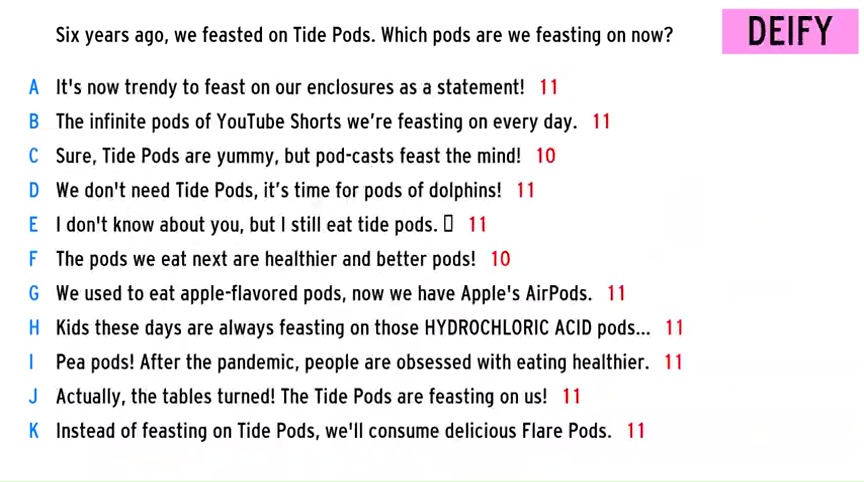 Six years ago, we feasted on Tide Pods. Which pods are we feasting on now?
DEIFY
A It's now trendy to feast on our enclosures as a statement! 11
B The infinite pods of YouTube Shorts we’re feasting on every day. 11
C Sure, Tide Pods are yummy, but pod-casts feast the mind! 10
D We don't need Tide Pods, it’s time for pods of dolphins! 11
E I don't know about you, but I still eat tide pods. ▯ 11
F The pods we eat next are healthier and better pods! 10
G We used to eat apple-flavored pods, now we have Apple's AirPods. 11
H Kids these days are always feasting on those HYDROCHLORIC ACID pods... 11
I Pea pods! After the pandemic, people are obsessed with eating healthier. 11
J Actually, the tables turned! The Tide Pods are feasting on us! 11
K Instead of feasting on Tide Pods, we'll consume delicious Flare Pods. 11